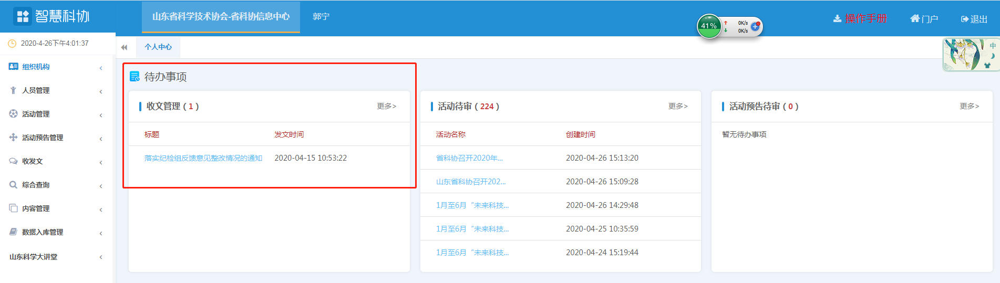 智慧科协
山东省科学技术协会-省科协信息中心
郭宁
41%
0K/s
0K/s
操作手册
门户
退出
2020-4-26下午4:01:37
个人中心
中
组织机构
人员管理
活动管理
活动预告管理
收发文
综合查询
内容管理
数据入库管理
山东科学大讲堂
待办事项
收文管理（1）
更多>
标题 发文时间
落实纪检组反馈意见整改情况的通知 2020-04-15 10:53:22
活动待审（224）
更多>
活动名称 创建时间
省科协召开2020年... 2020-04-26 15:13:20
山东省科协召开202... 2020-04-26 15:09:28
1月至6月“未来科技... 2020-04-26 14:29:48
1月至6月“未来科技... 2020-04-25 10:35:59
1月至6月“未来科技... 2020-04-24 15:19:44
活动预告待审（0）
更多>
暂无待办事项